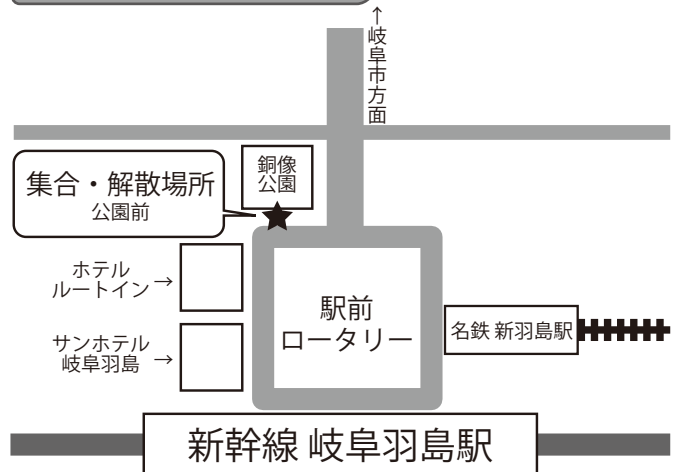 ↑岐阜市方面
銅像
公園
集合・解散場所
公園前
ホテル
ルートイン→
駅前
ロータリー
名鉄 新羽島駅
サンホテル
岐阜羽島 →
新幹線 岐阜羽島駅